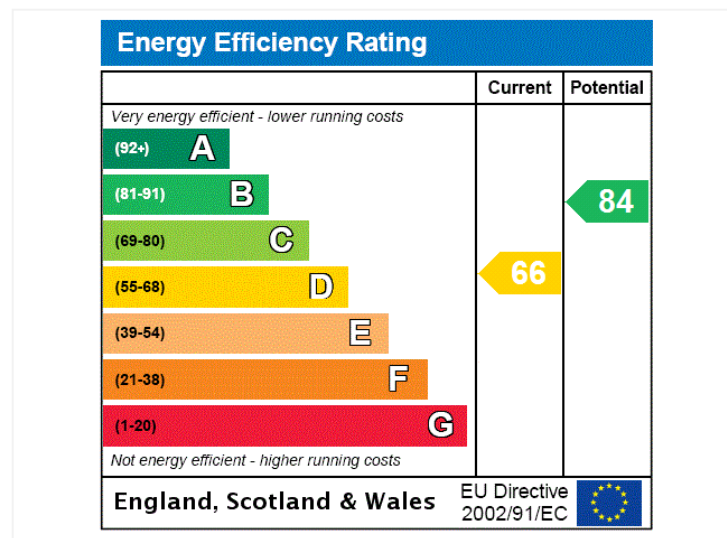 Energy Efficiency Rating
Current Potential
Very energy efficient - lower running costs
(92+) A
(81-91) B
84
(69-80) C
(55-68) D
66
(39-54) E
(21-38) F
(1-20) G
Not energy efficient - higher running costs
England, Scotland & Wales
EU Directive
2002/91/EC